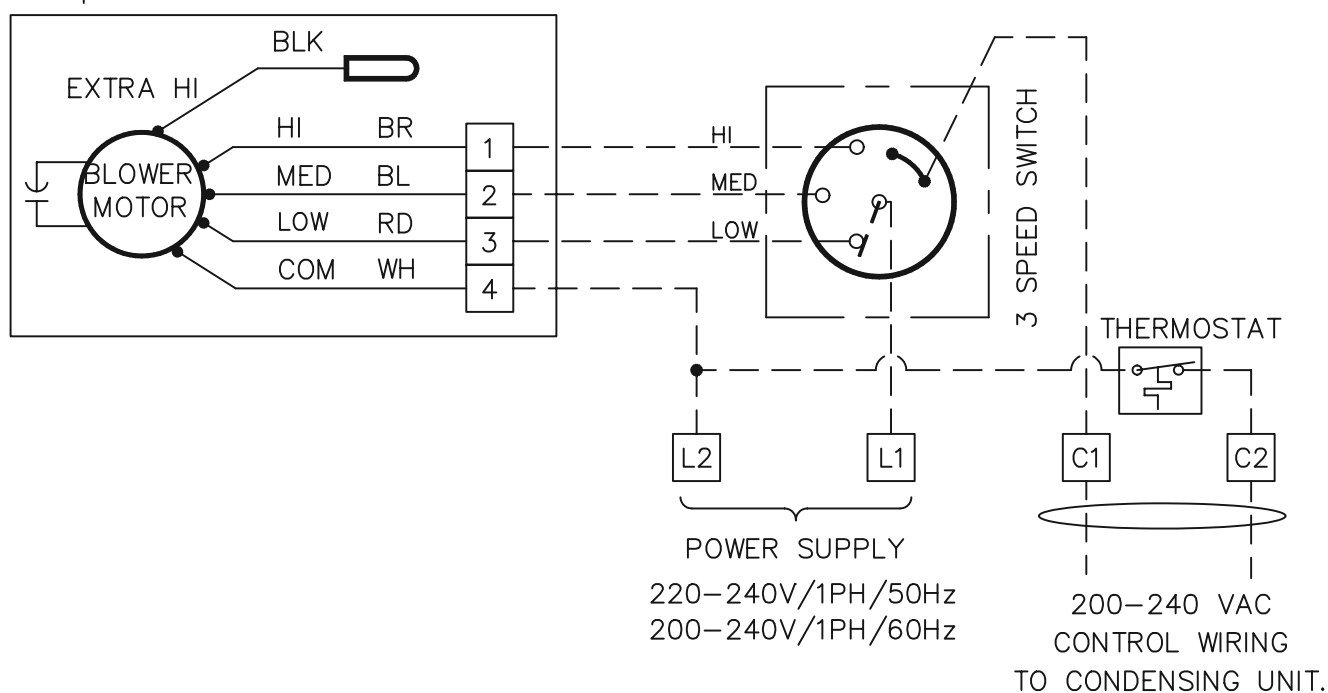 BLK
EXTRA HI
HI BR
MED BL
LOW RD
COM WH
BLOWER
MOTOR
1
2
3
4
HI
MED
LOW
3 SPEED SWITCH
THERMOSTAT
L2
L1
C1
C2
POWER SUPPLY
220-240V/1PH/50Hz
200-240V/1PH/60Hz
200-240 VAC
CONTROL WIRING
TO CONDENSING UNIT.